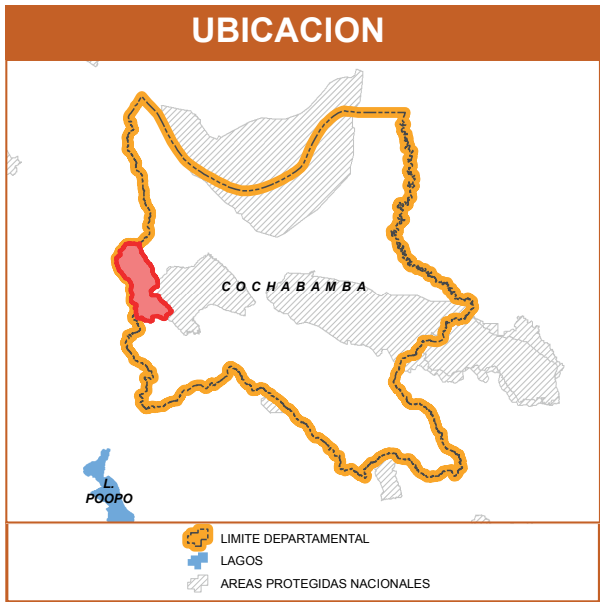 UBICACION
COCHABAMBA
L.
POOPO
LIMITE DEPARTAMENTAL
LAGOS
AREAS PROTEGIDAS NACIONALES